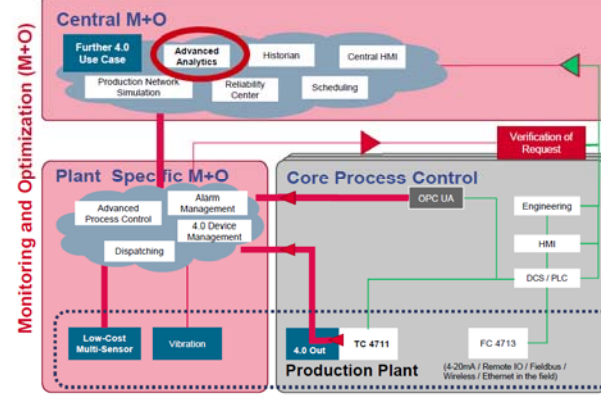 Monitoring and Optimization (M+O)
Central M+O
Further 4.0
Use Case
Advanced
Analytics
Historian
Central HMI
Production Network
Simulation
Reliability
Center
Scheduling
Verification of
Request
Plant Specific M+O
Advanced
Process Control
Alarm
Management
4.0 Device
Management
Dispatching
Core Process Control
OPC UA
Engineering
HMI
DCS / PLC
Low-Cost
Multi-Sensor
Vibration
4.0 Out
TC 4711
FC 4713
Production Plant
(4-20mA / Remote IO / Fieldbus /
Wireless / Ethernet in the field)